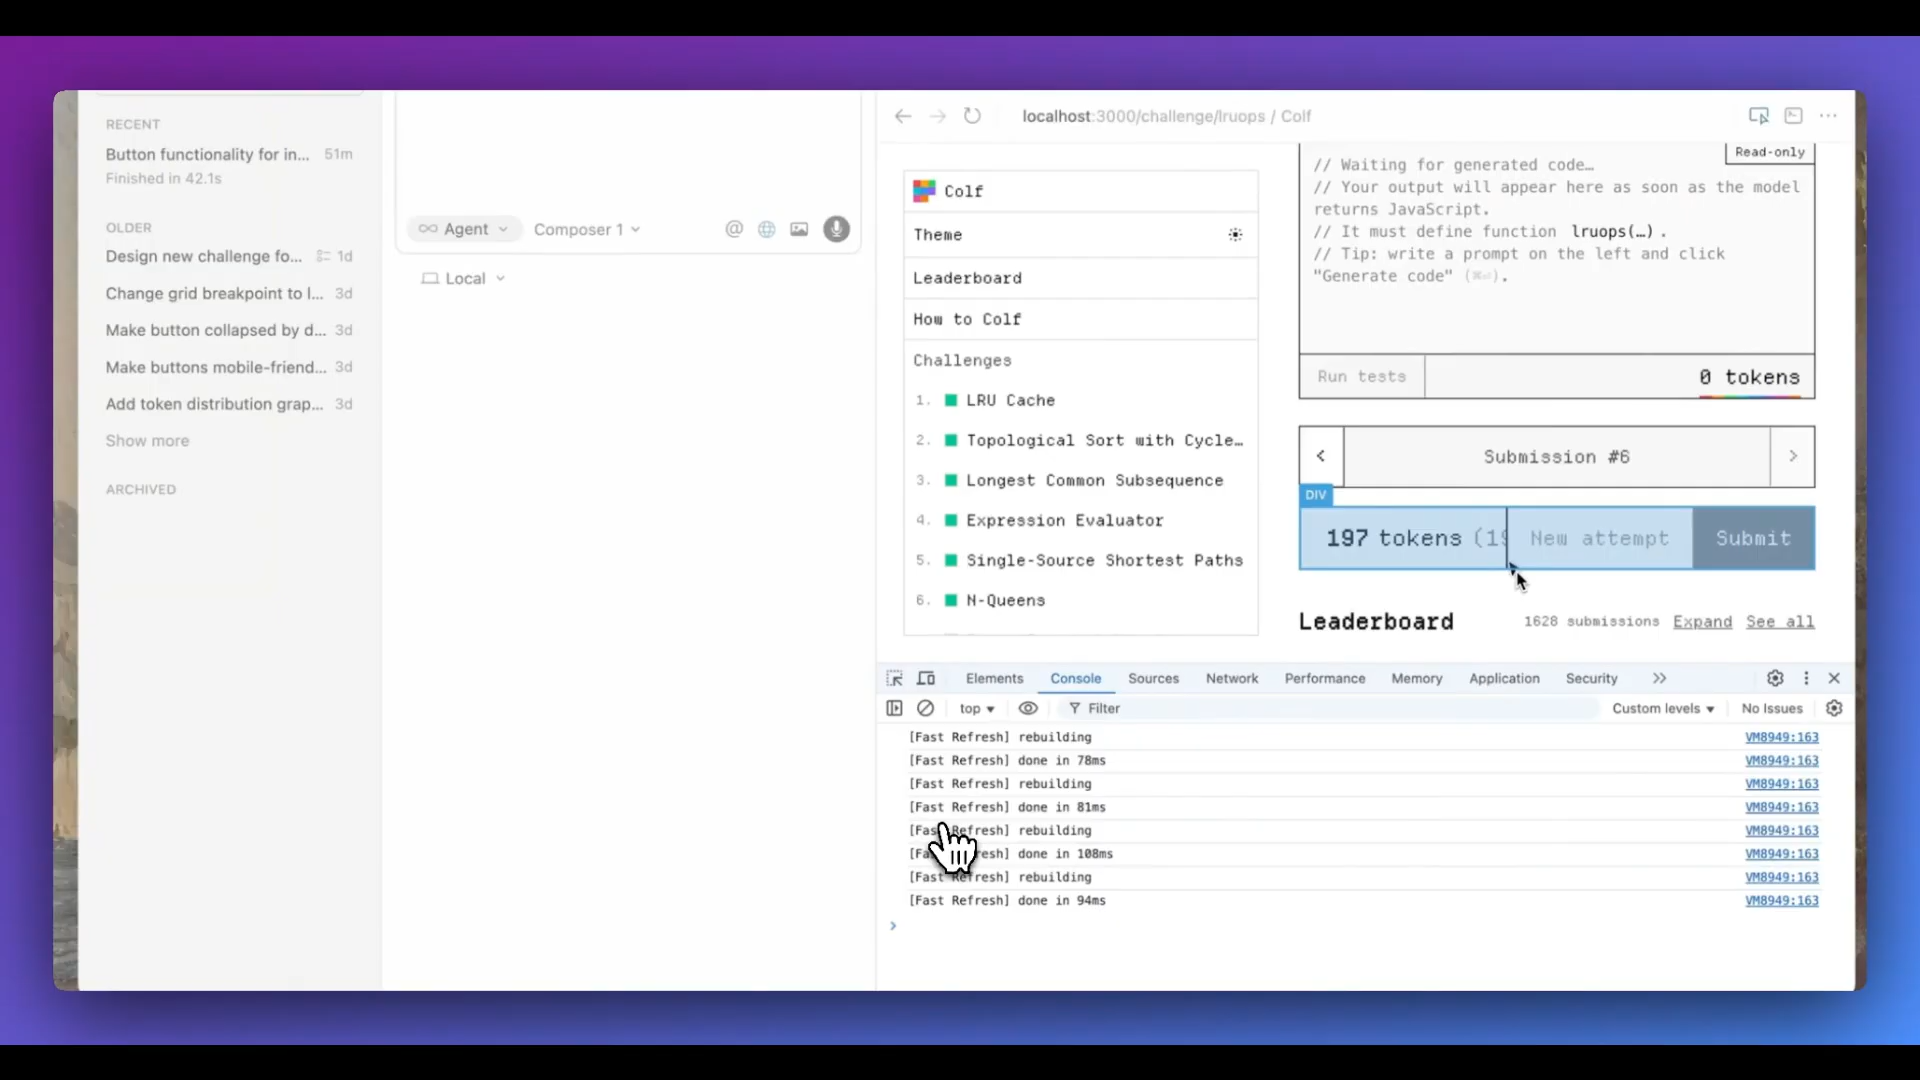 RECENT
Button functionality for in... 51m
Finished in 42.1s
OLDER
Design new challenge fo... 1d
Change grid breakpoint to l... 3d
Make button collapsed by d... 3d
Make buttons mobile-friend... 3d
Add token distribution grap... 3d
Show more
ARCHIVED
Agent Composer 1
Local
localhost:3000/challenge/lruops / Colf
Colf
Theme
Leaderboard
How to Colf
Challenges
1. LRU Cache
2. Topological Sort with Cycle…
3. Longest Common Subsequence
4. Expression Evaluator
5. Single-Source Shortest Paths
6. N-Queens
Read-only
// Waiting for generated code…
// Your output will appear here as soon as the model
returns JavaScript.
// It must define function lruops(…).
// Tip: write a prompt on the left and click
"Generate code" (⌘⏎).
Run tests 0 tokens
Submission #6
DIV
197 tokens (19 New attempt Submit
Leaderboard 1628 submissions Expand See all
Elements Console Sources Network Performance Memory Application Security
top Filter Custom levels No Issues
[Fast Refresh] rebuilding VM8949:163
[Fast Refresh] done in 78ms VM8949:163
[Fast Refresh] rebuilding VM8949:163
[Fast Refresh] done in 81ms VM8949:163
[Fast Refresh] rebuilding VM8949:163
[Fast Refresh] done in 108ms VM8949:163
[Fast Refresh] rebuilding VM8949:163
[Fast Refresh] done in 94ms VM8949:163